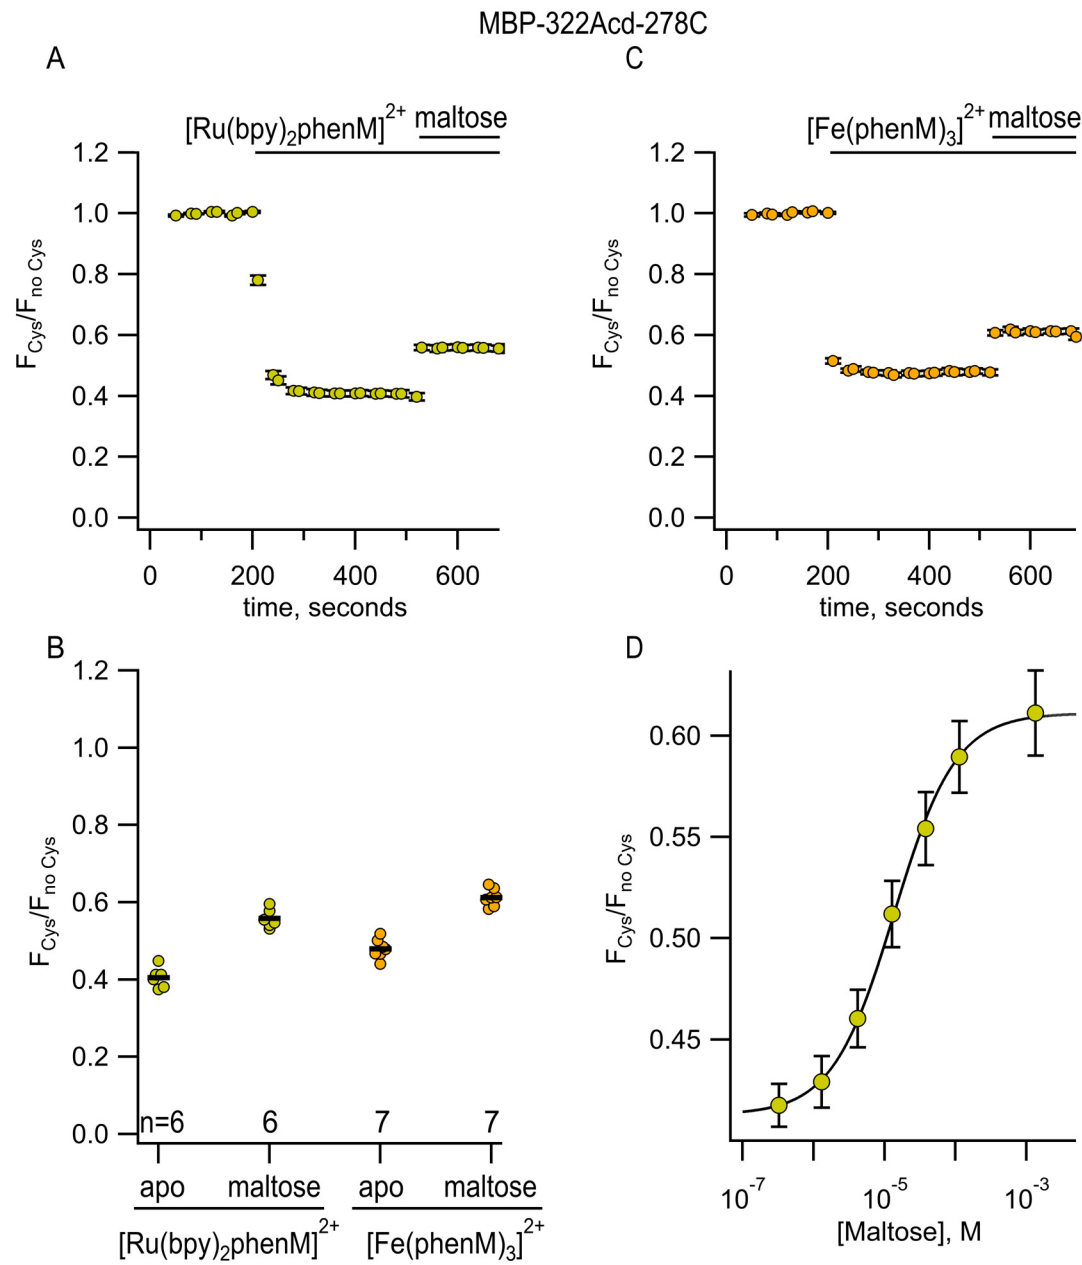 MBP-322Acd-278C
A
[Ru(bpy)2phenM]2+ maltose
1.2
1.0
0.8
0.6
0.4
0.2
0.0
FCys/Fno Cys
0 200 400 600
time, seconds
C
[Fe(phenM)3]2+ maltose
1.2
1.0
0.8
0.6
0.4
0.2
0.0
FCys/Fno Cys
0 200 400 600
time, seconds
B
1.2
1.0
0.8
0.6
0.4
0.2
0.0
FCys/Fno Cys
n=6 6 7 7
apo maltose apo maltose
[Ru(bpy)2phenM]2+ [Fe(phenM)3]2+
D
0.60
0.55
0.50
0.45
FCys/Fno Cys
10-7 10-5 10-3
[Maltose], M